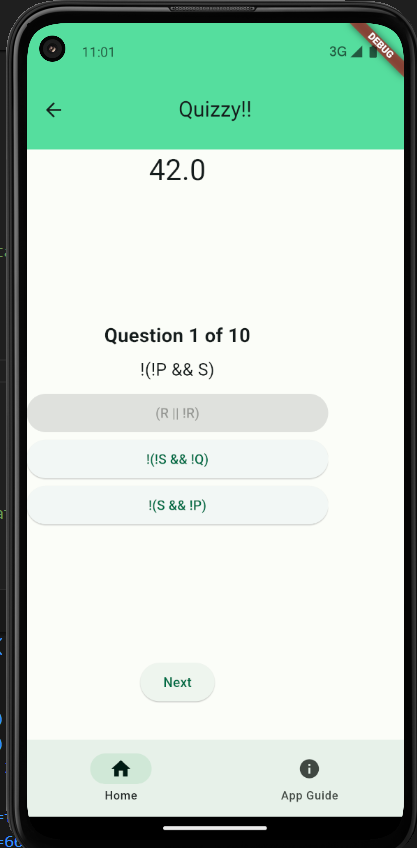 11:01
3G
DEBUG
Quizzy!!
42.0
Question 1 of 10
!(!P && S)
(R || !R)
!(!S && !Q)
!(S && !P)
Next
Home
App Guide